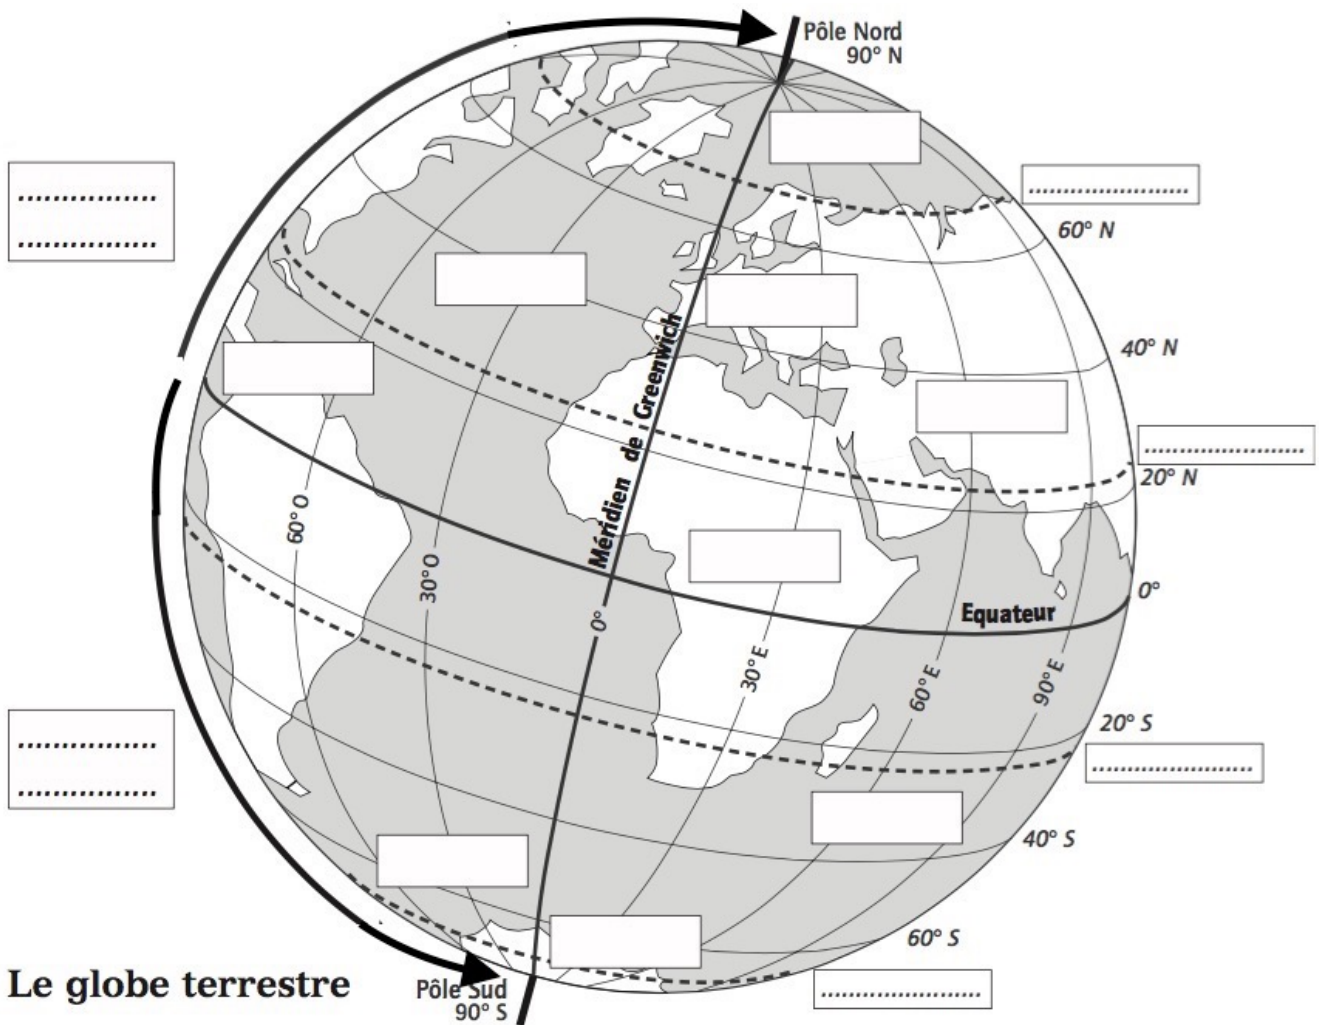 Pôle Nord
90° N
...............
...............
.......................
60° N
40° N
.......................
20° N
Méridien de Greenwich
60° O
30° O
0°
30° E
60° E
90° E
Equateur
0°
20° S
.......................
...............
...............
40° S
60° S
Le globe terrestre
Pôle Sud
90° S
.......................